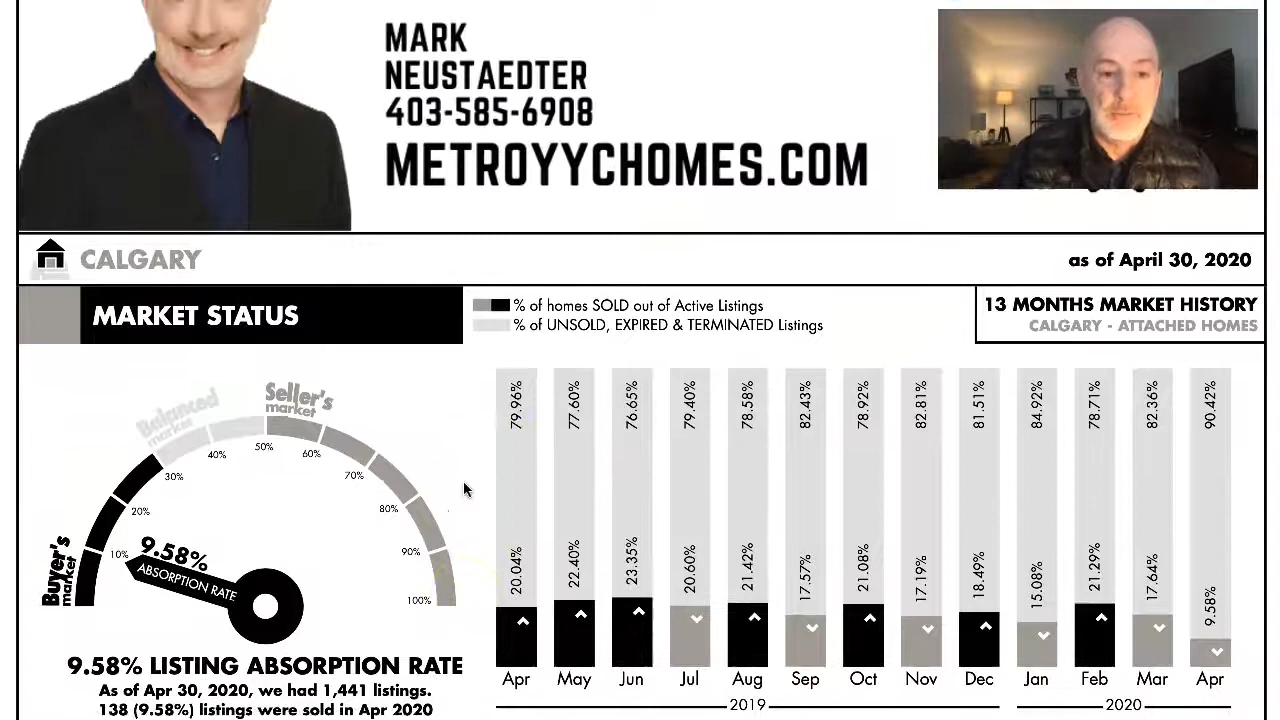 MARK
NEUSTAEDTER
403-585-6908
METROYYCHOMES.COM
CALGARY
as of April 30, 2020
MARKET STATUS
% of homes SOLD out of Active Listings
% of UNSOLD, EXPIRED & TERMINATED Listings
13 MONTHS MARKET HISTORY
CALGARY - ATTACHED HOMES
Buyer's
market
Balanced
market
Seller's
market
10%
20%
30%
40%
50%
60%
70%
80%
90%
100%
9.58%
ABSORPTION RATE
9.58% LISTING ABSORPTION RATE
As of Apr 30, 2020, we had 1,441 listings.
138 (9.58%) listings were sold in Apr 2020
79.96% 77.60% 76.65% 79.40% 78.58% 82.43% 78.92% 82.81% 81.51% 84.92% 78.71% 82.36% 90.42%
20.04% 22.40% 23.35% 20.60% 21.42% 17.57% 21.08% 17.19% 18.49% 15.08% 21.29% 17.64% 9.58%
Apr May Jun Jul Aug Sep Oct Nov Dec Jan Feb Mar Apr
2019 2020